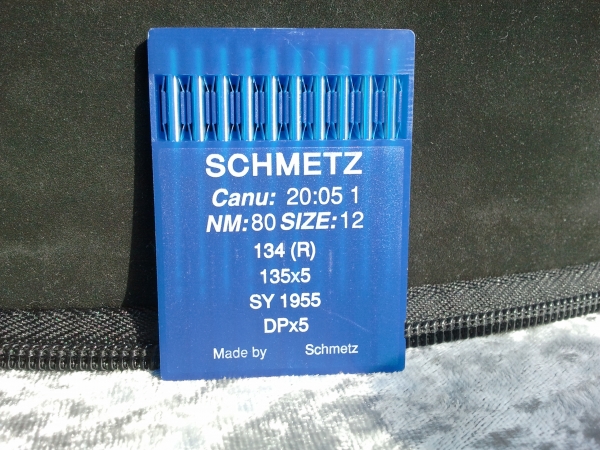 SCHMETZ
Canu: 20:05 1
NM:80 SIZE:12
134 (R)
135x5
SY 1955
DPx5
Made by Schmetz